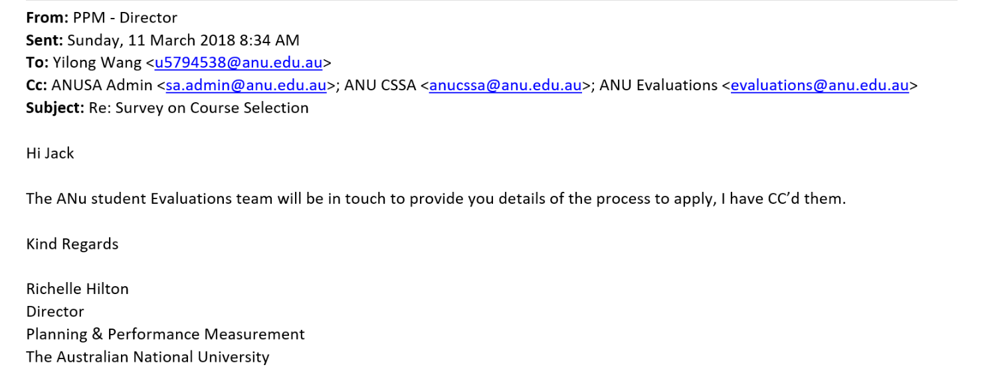 From: PPM - Director
Sent: Sunday, 11 March 2018 8:34 AM
To: Yilong Wang <u5794538@anu.edu.au>
Cc: ANUSA Admin <sa.admin@anu.edu.au>; ANU CSSA <anucssa@anu.edu.au>; ANU Evaluations <evaluations@anu.edu.au>
Subject: Re: Survey on Course Selection
Hi Jack
The ANu student Evaluations team will be in touch to provide you details of the process to apply, I have CC’d them.
Kind Regards
Richelle Hilton
Director
Planning & Performance Measurement
The Australian National University